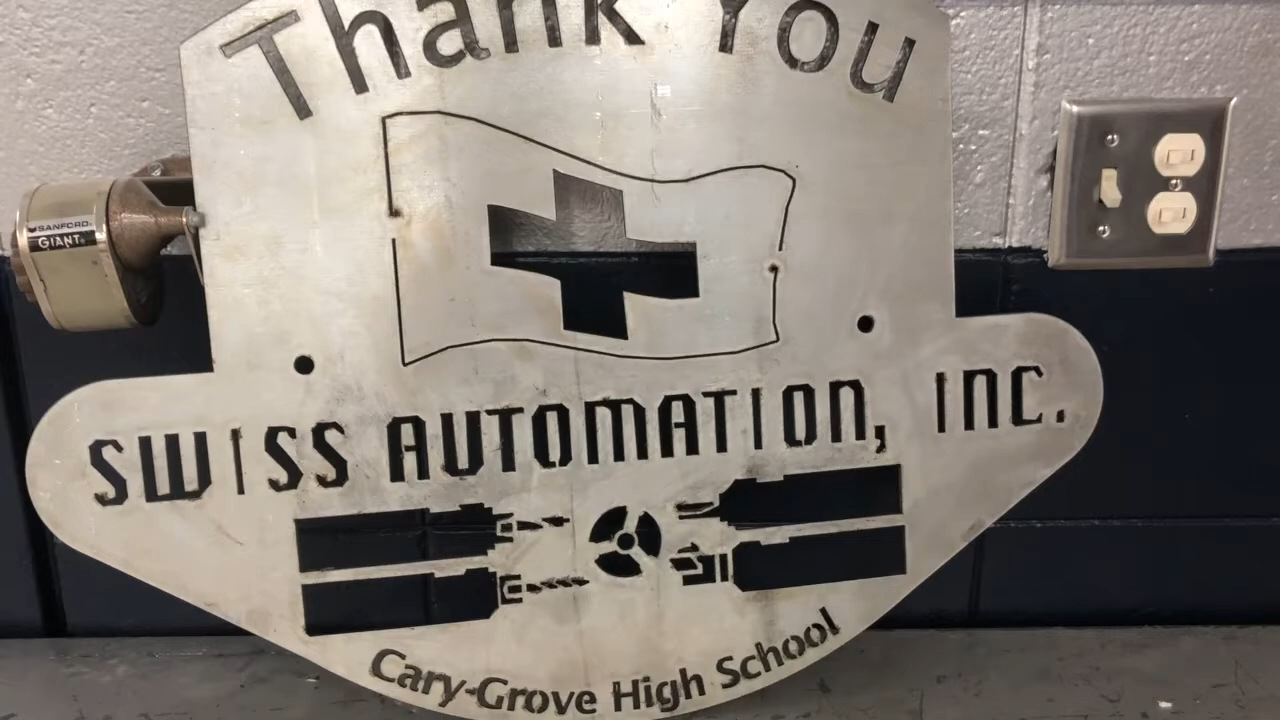 Thank You
SANFORD
GIANT
SWISS AUTOMATION, INC.
Cary-Grove High School